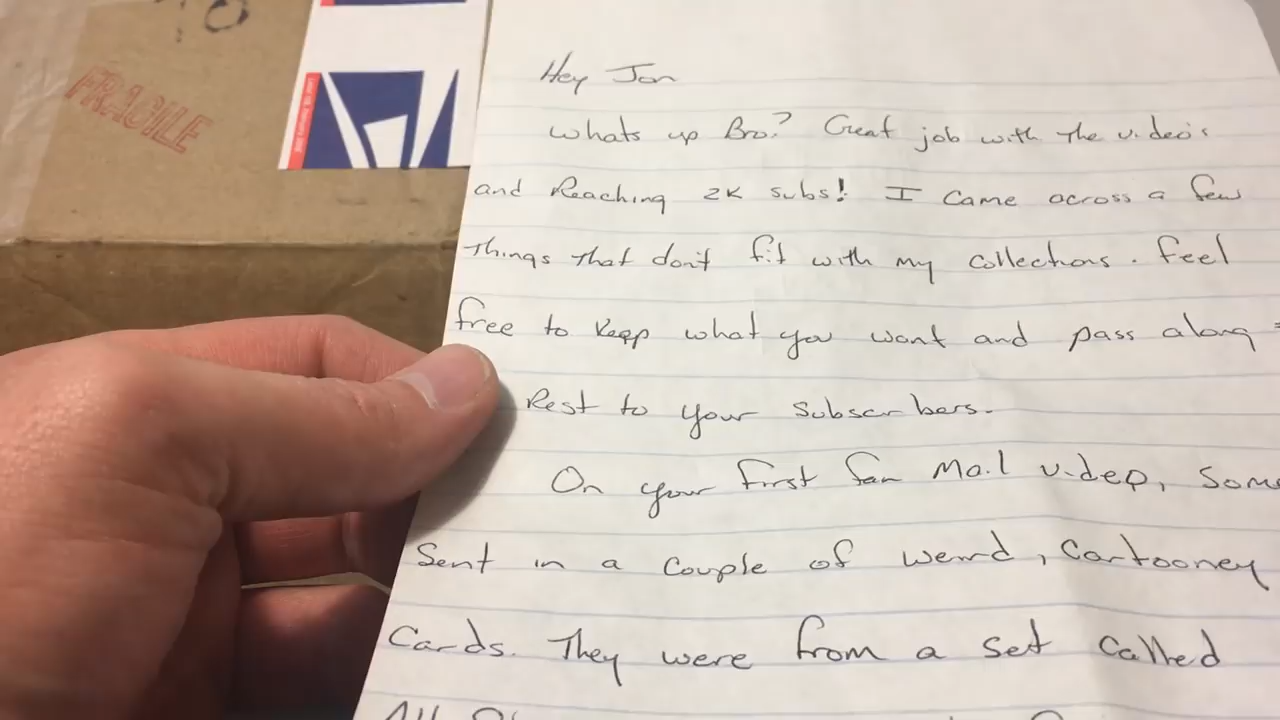 FRAGILE
Hey Jon
Whats up Bro? Great job with the video's
and Reaching 2K subs! I came across a few
things that don't fit with my collections. Feel
free to keep what you want and pass along
Rest to your subscribers.
On your first fan mail video, Some
Sent in a couple of weird, cartooney
Cards. They were from a set called
All